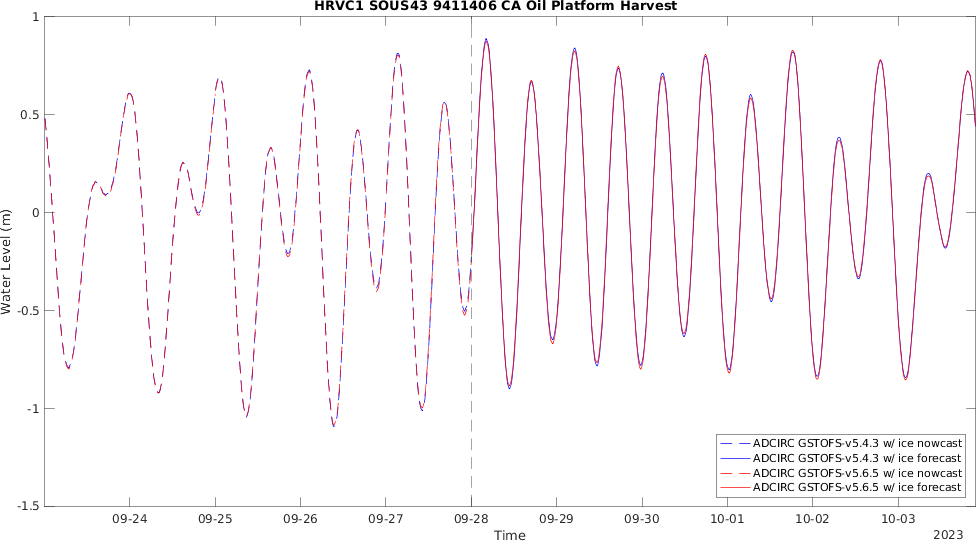 HRVC1 SOUS43 9411406 CA Oil Platform Harvest
1
0.5
0
-0.5
-1
-1.5
Water Level (m)
09-24 09-25 09-26 09-27 09-28 09-29 09-30 10-01 10-02 10-03
Time
2023
ADCIRC GSTOFS-v5.4.3 w/ ice nowcast
ADCIRC GSTOFS-v5.4.3 w/ ice forecast
ADCIRC GSTOFS-v5.6.5 w/ ice nowcast
ADCIRC GSTOFS-v5.6.5 w/ ice forecast